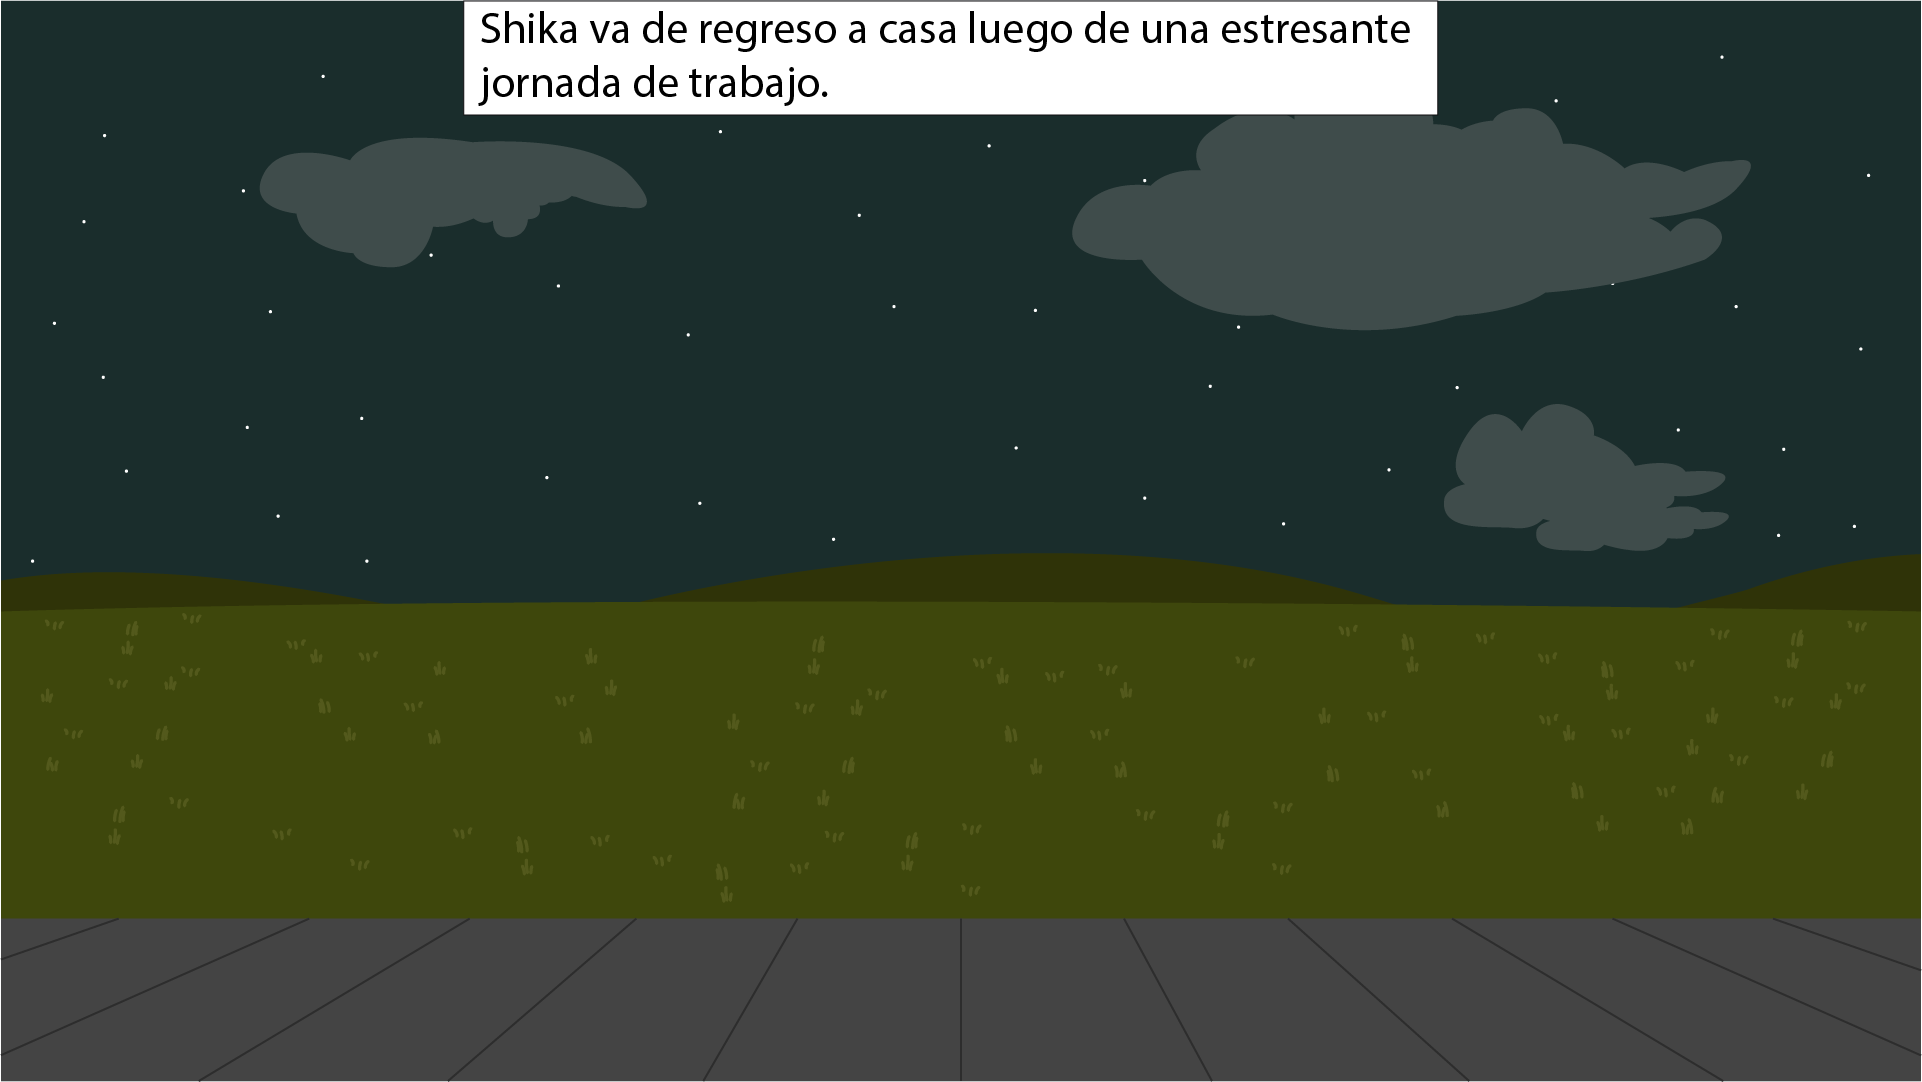 Shika va de regreso a casa luego de una estresante
jornada de trabajo.